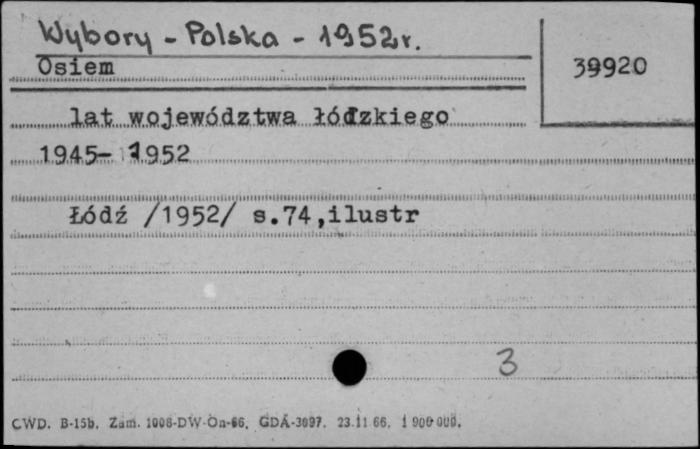 Wybory - Polska - 1952r.
Osiem
39920
lat województwa łódzkiego
1945- 1952
Łódź /1952/ s.74,ilustr
3
CWD. B-15b. Zam. 1008-DW-On-66. GDA-3097. 23.11.66. 1 900 000.